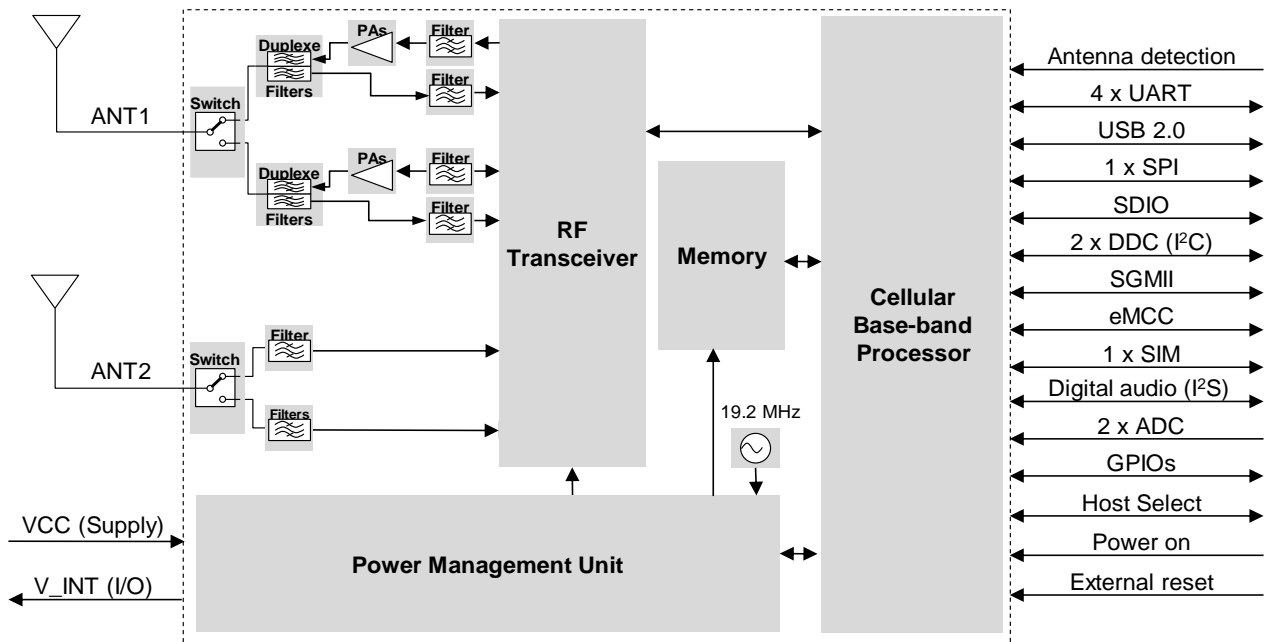 PAs
Filter
Duplexe
Filters
Filter
Switch
ANT1
PAs
Filter
Duplexe
Filters
Filter
RF
Transceiver
Memory
Cellular
Base-band
Processor
Filter
Switch
ANT2
Filters
19.2 MHz
Power Management Unit
VCC (Supply)
V_INT (I/O)
Antenna detection
4 x UART
USB 2.0
1 x SPI
SDIO
2 x DDC (I²C)
SGMII
eMCC
1 x SIM
Digital audio (I²S)
2 x ADC
GPIOs
Host Select
Power on
External reset